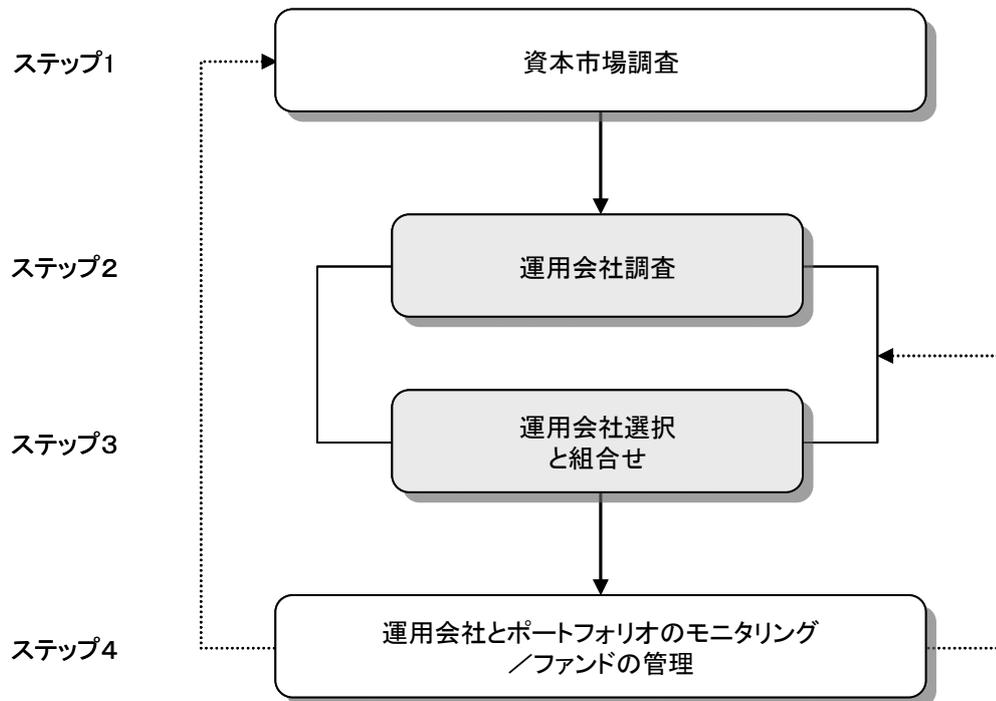 ステップ1
資本市場調査
ステップ2
運用会社調査
ステップ3
運用会社選択
と組合せ
ステップ4
運用会社とポートフォリオのモニタリング
／ファンドの管理